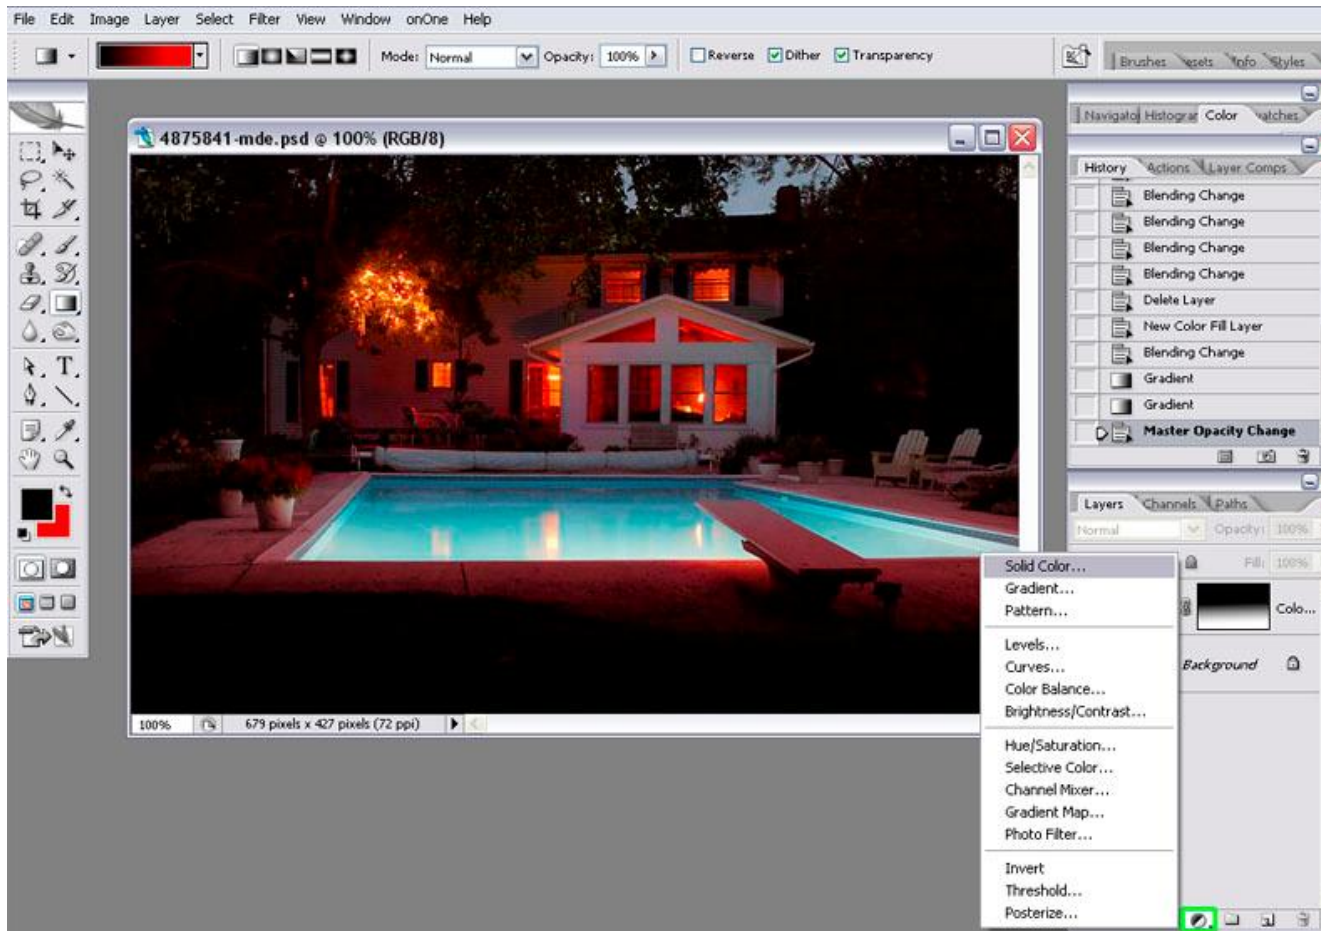 File Edit Image Layer Select Filter View Window onOne Help
Mode: Normal Opacity: 100% Reverse Dither Transparency
Brushes esets Info Styles
Navigato Histogra Color watches
4875841-mde.psd @ 100% (RGB/8)
History Actions Layer Comps
Blending Change
Blending Change
Blending Change
Blending Change
Delete Layer
New Color Fill Layer
Blending Change
Gradient
Gradient
Master Opacity Change
Layers Channels Paths
Normal Opacity: 100%
Fill: 100%
Colo...
Background
Solid Color...
Gradient...
Pattern...
Levels...
Curves...
Color Balance...
Brightness/Contrast...
Hue/Saturation...
Selective Color...
Channel Mixer...
Gradient Map...
Photo Filter...
Invert
Threshold...
Posterize...
100% 679 pixels x 427 pixels (72 ppi)